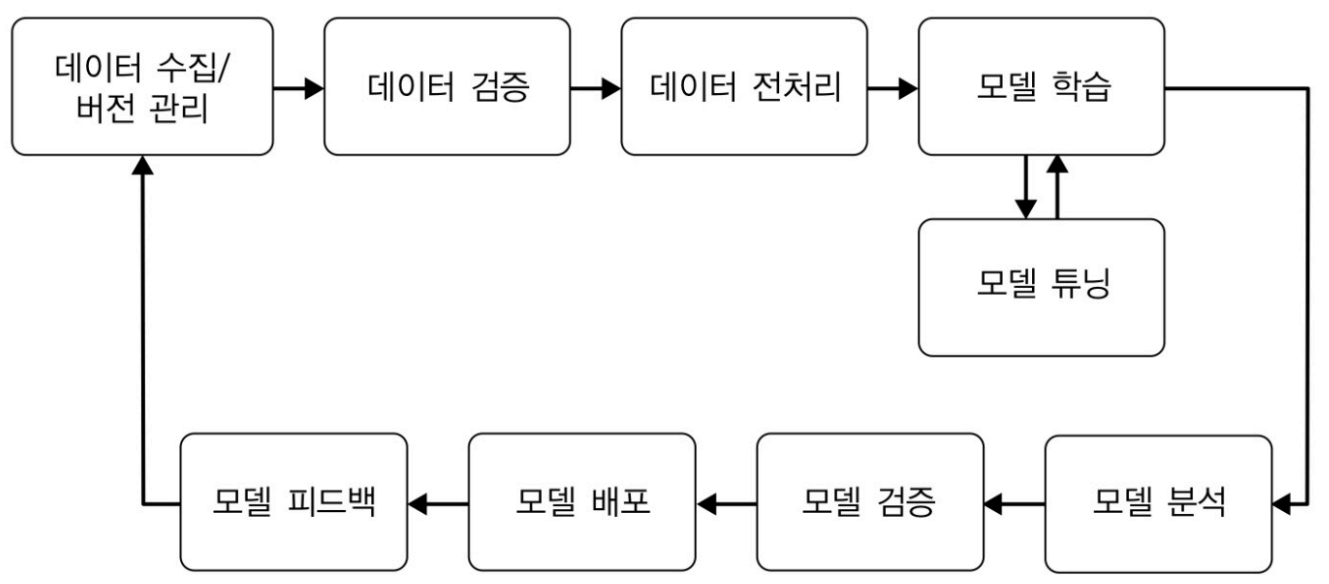 데이터 수집/
버전 관리
데이터 검증
데이터 전처리
모델 학습
모델 튜닝
모델 피드백
모델 배포
모델 검증
모델 분석